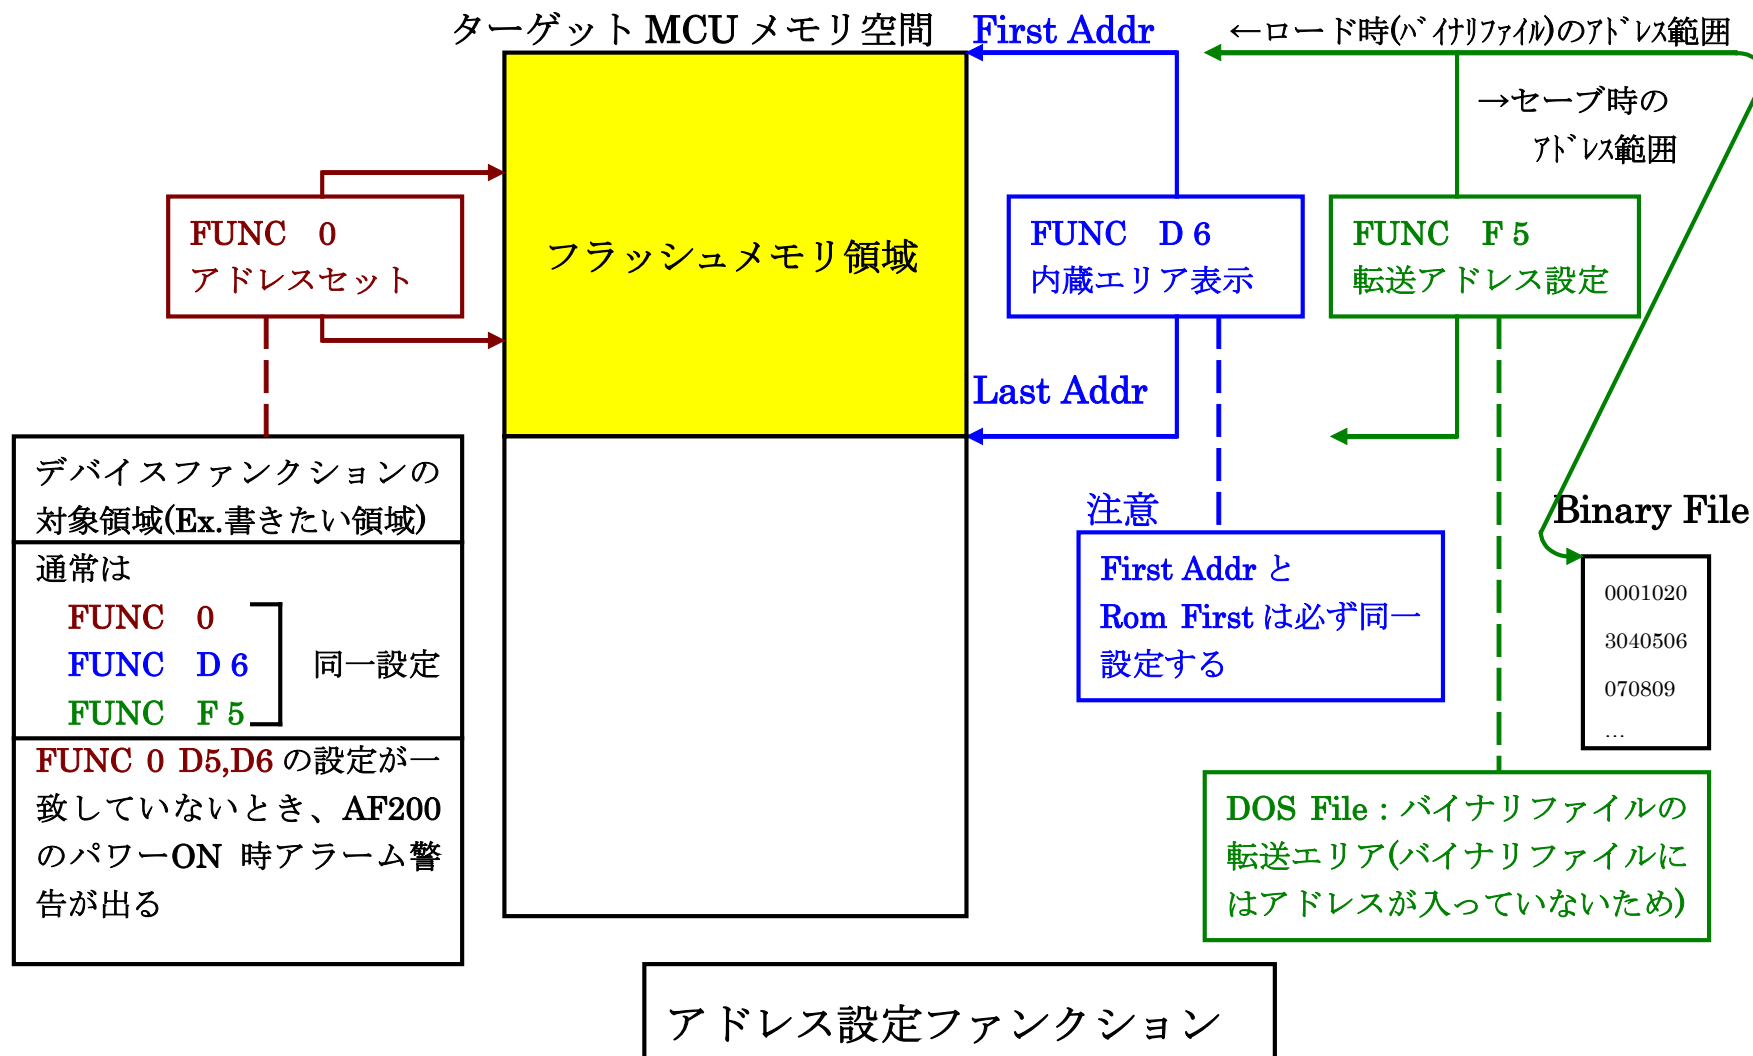 ターゲット MCU メモリ空間
First Addr
←ロード時(ﾊﾞｲﾅﾘﾌｧｲﾙ)のｱﾄﾞﾚｽ範囲
→セーブ時の
ｱﾄﾞﾚｽ範囲
FUNC 0
アドレスセット
フラッシュメモリ領域
FUNC D 6
内蔵エリア表示
FUNC F 5
転送アドレス設定
Last Addr
デバイスファンクションの
対象領域(Ex.書きたい領域)
通常は
FUNC 0
FUNC D 6
FUNC F 5
同一設定
FUNC 0 D5,D6 の設定が一
致していないとき、AF200
のパワーON 時アラーム警
告が出る
注意
First Addr と
Rom First は必ず同一
設定する
Binary File
0001020
3040506
070809
…
DOS File : バイナリファイルの
転送エリア(バイナリファイルに
はアドレスが入っていないため)
アドレス設定ファンクション